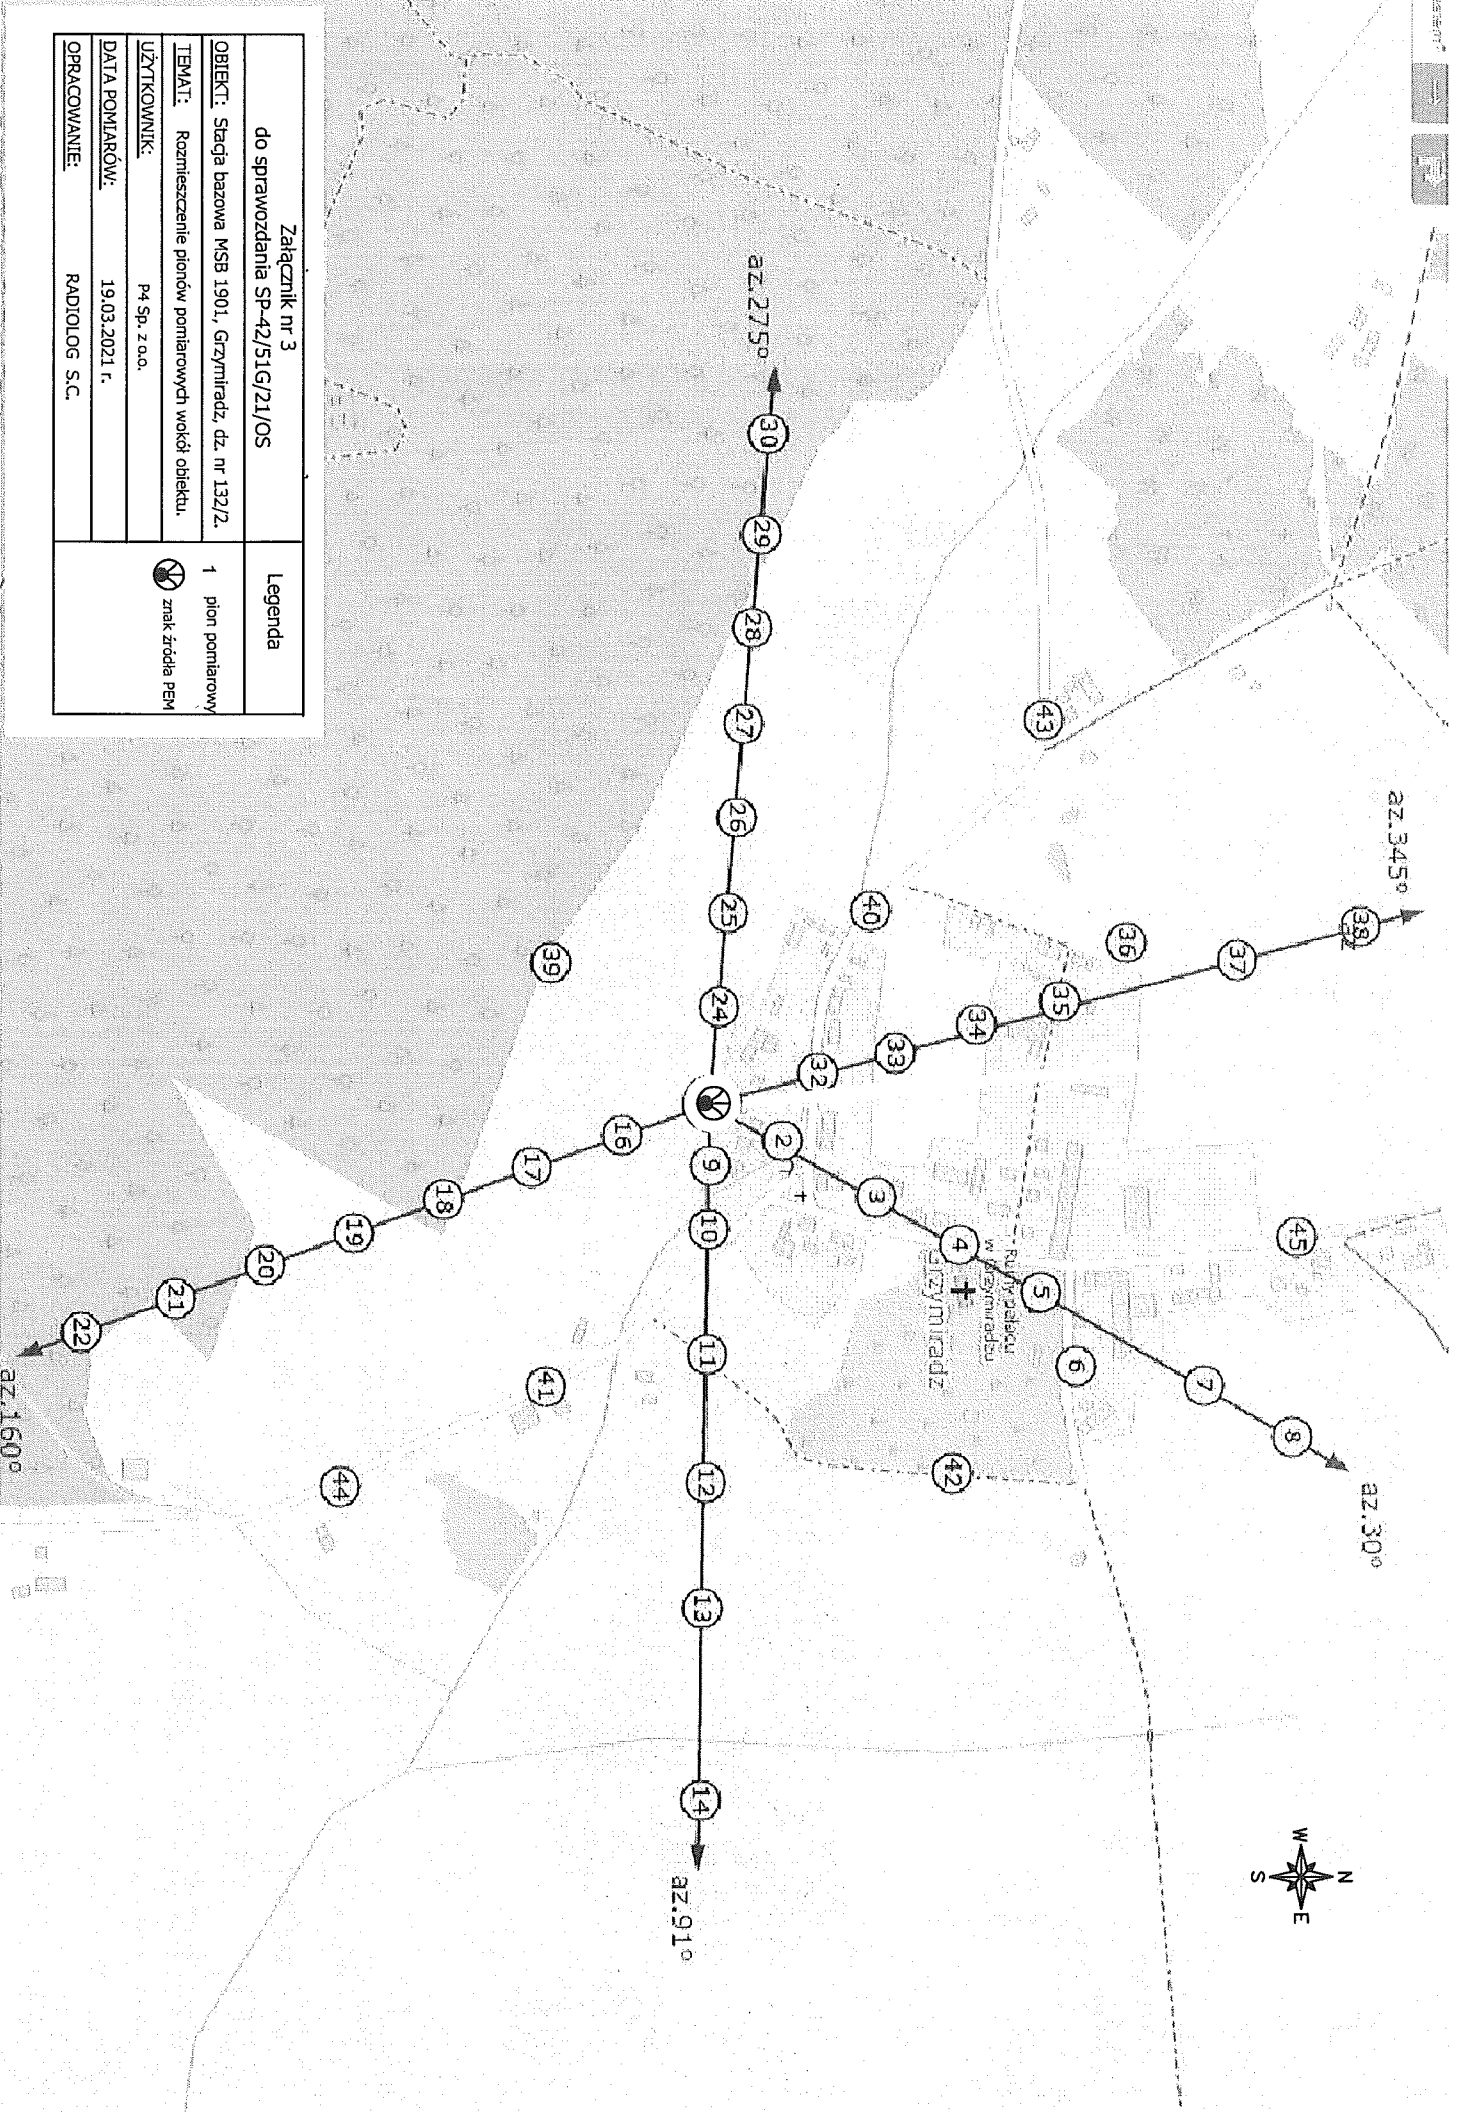 Załącznik nr 3
do sprawozdania SP-42/51G/21/OS
OBIEKT: Stacja bazowa MSB 1901, Grzymiradz, dz. nr 132/2.
TEMAT: Rozmieszczenie pionów pomiarowych wokół obiektu.
UŻYTKOWNIK: P4 Sp. z o.o.
DATA POMIARÓW: 19.03.2021 r.
OPRACOWANIE: RADIOLOG S.C.
Legenda
1 pion pomiarowy
znak źródła PEM
az.345°
38
37
36
35
34
33
32
az.30°
8
7
6
5
4
3
2
45
43
42
40
Ruiny pałacu
w Grzymiradzu
Grzymiradz
az.275°
30
29
28
27
26
25
24
9
10
11
12
13
14
az.91°
39
16
17
18
19
20
21
22
az.160°
41
44
N
W
E
S